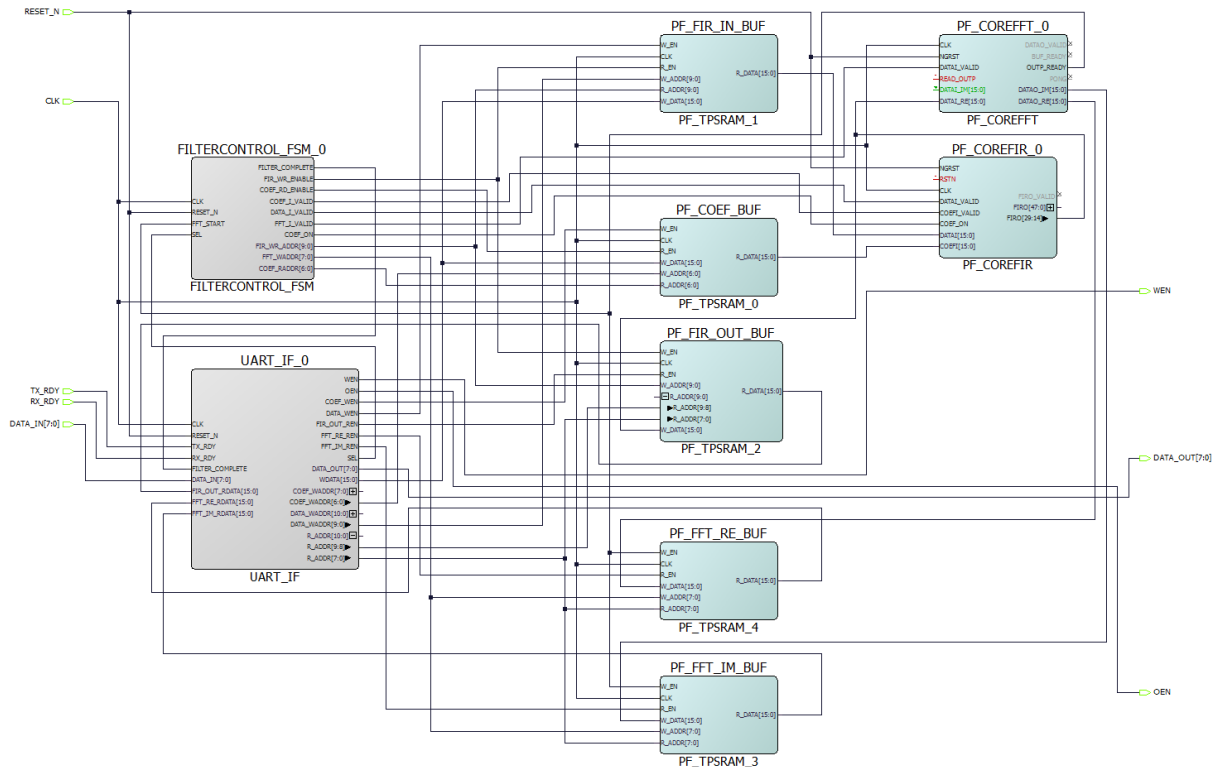 RESET_N
CLK
TX_RDY
RX_RDY
DATA_IN[7:0]
FILTERCONTROL_FSM_0
FILTER_COMPLETE
FIR_WR_ENABLE
COEF_RD_ENABLE
COEF_I_VALID
DATA_I_VALID
FFT_I_VALID
COEF_ON
FIR_WR_ADDR[9:0]
FFT_WADDR[7:0]
COEF_RADDR[6:0]
CLK
RESET_N
FFT_START
SEL
FILTERCONTROL_FSM
UART_IF_0
WEN
OEN
COEF_WEN
DATA_WEN
FIR_OUT_REN
FFT_RE_REN
FFT_IM_REN
SEL
DATA_OUT[7:0]
WDATA[15:0]
COEF_WADDR[7:0]
COEF_WADDR[6:0]
DATA_WADDR[10:0]
DATA_WADDR[9:0]
R_ADDR[10:0]
R_ADDR[9:8]
R_ADDR[7:0]
CLK
RESET_N
TX_RDY
RX_RDY
FILTER_COMPLETE
DATA_IN[7:0]
FIR_OUT_RDATA[15:0]
FFT_RE_RDATA[15:0]
FFT_IM_RDATA[15:0]
UART_IF
PF_FIR_IN_BUF
W_EN
CLK
R_EN
W_ADDR[9:0]
R_ADDR[9:0]
W_DATA[15:0]
R_DATA[15:0]
PF_TPSRAM_1
PF_COEF_BUF
W_EN
CLK
R_EN
W_DATA[15:0]
W_ADDR[6:0]
R_ADDR[6:0]
R_DATA[15:0]
PF_TPSRAM_0
PF_FIR_OUT_BUF
W_EN
CLK
R_EN
W_ADDR[9:0]
R_ADDR[9:0]
R_ADDR[9:8]
R_ADDR[7:0]
W_DATA[15:0]
R_DATA[15:0]
PF_TPSRAM_2
PF_FFT_RE_BUF
W_EN
CLK
R_EN
W_DATA[15:0]
W_ADDR[7:0]
R_ADDR[7:0]
R_DATA[15:0]
PF_TPSRAM_4
PF_FFT_IM_BUF
W_EN
CLK
R_EN
W_DATA[15:0]
W_ADDR[7:0]
R_ADDR[7:0]
R_DATA[15:0]
PF_TPSRAM_3
PF_COREFFT_0
CLK
NGRST
DATAI_VALID
READ_OUTP
DATAI_IM[15:0]
DATAI_RE[15:0]
DATAO_VALID
BUF_READY
OUTP_READY
PONG
DATAO_IM[15:0]
DATAO_RE[15:0]
PF_COREFFT
PF_COREFIR_0
NGRST
RSTN
CLK
DATAI_VALID
COEFI_VALID
COEF_ON
DATAI[15:0]
COEFI[15:0]
FIRO_VALID
FIRO[47:0]
FIRO[29:14]
PF_COREFIR
WEN
DATA_OUT[7:0]
OEN